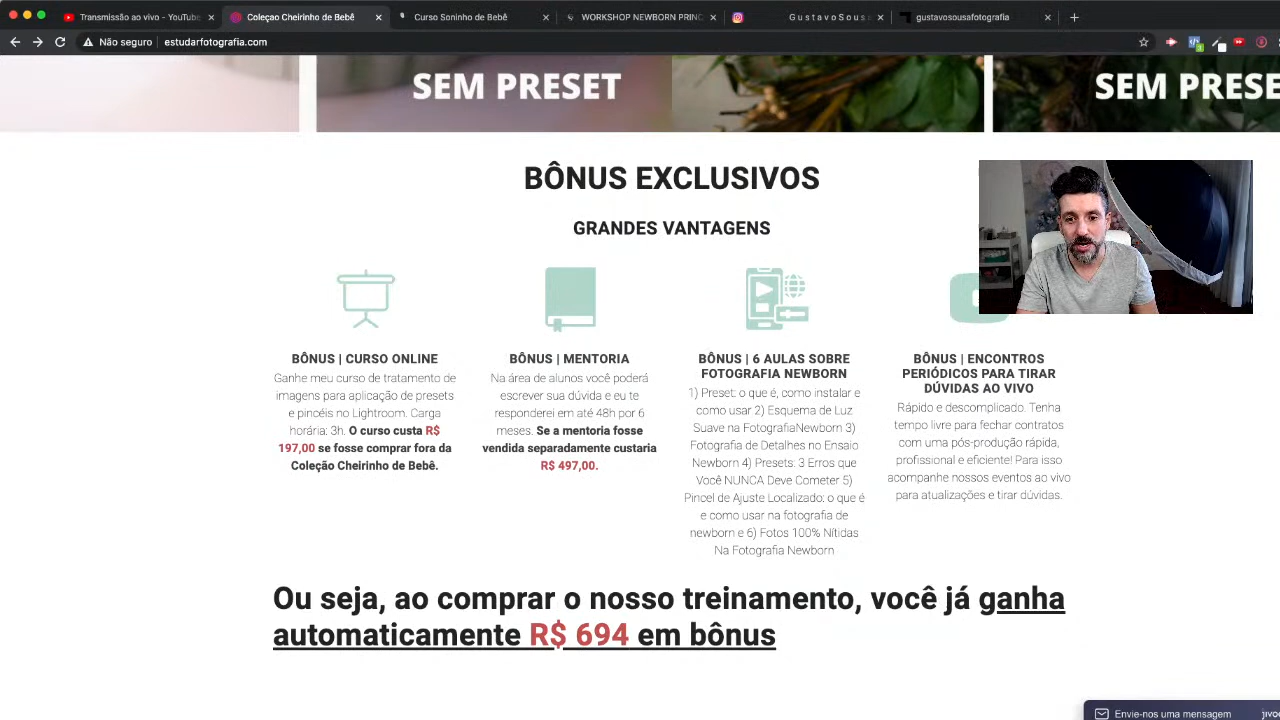 Transmissão ao vivo - YouTube
Coleçao Cheirinho de Bebê
Curso Soninho de Bebê
WORKSHOP NEWBORN PRINC
G u s t a v o S o u s
gustavosousafotografia
Não seguro
estudarfotografia.com
SEM PRESET
SEM PRESE
BÔNUS EXCLUSIVOS
GRANDES VANTAGENS
BÔNUS | CURSO ONLINE
Ganhe meu curso de tratamento de
imagens para aplicação de presets
e pincéis no Lightroom. Carga
horária: 3h. O curso custa R$
197,00 se fosse comprar fora da
Coleção Cheirinho de Bebê.
BÔNUS | MENTORIA
Na área de alunos você poderá
escrever sua dúvida e eu te
responderei em até 48h por 6
meses. Se a mentoria fosse
vendida separadamente custaria
R$ 497,00.
BÔNUS | 6 AULAS SOBRE
FOTOGRAFIA NEWBORN
1) Preset: o que é, como instalar e
como usar 2) Esquema de Luz
Suave na FotografiaNewborn 3)
Fotografia de Detalhes no Ensaio
Newborn 4) Presets: 3 Erros que
Você NUNCA Deve Cometer 5)
Pincel de Ajuste Localizado: o que é
e como usar na fotografia de
newborn e 6) Fotos 100% Nítidas
Na Fotografia Newborn
BÔNUS | ENCONTROS
PERIÓDICOS PARA TIRAR
DÚVIDAS AO VIVO
Rápido e descomplicado. Tenha
tempo livre para fechar contratos
com uma pós-produção rápida,
profissional e eficiente! Para isso
acompanhe nossos eventos ao vivo
para atualizações e tirar dúvidas.
Ou seja, ao comprar o nosso treinamento, você já ganha
automaticamente R$ 694 em bônus
Envie-nos uma mensagem